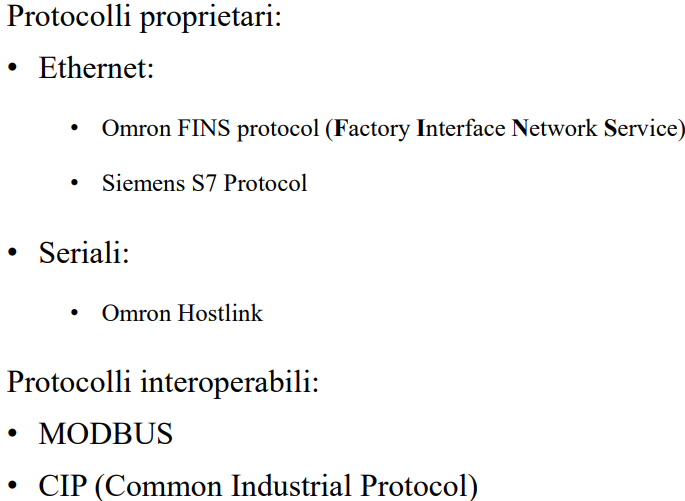 Protocolli proprietari:
• Ethernet:
• Omron FINS protocol (Factory Interface Network Service)
• Siemens S7 Protocol
• Seriali:
• Omron Hostlink
Protocolli interoperabili:
• MODBUS
• CIP (Common Industrial Protocol)